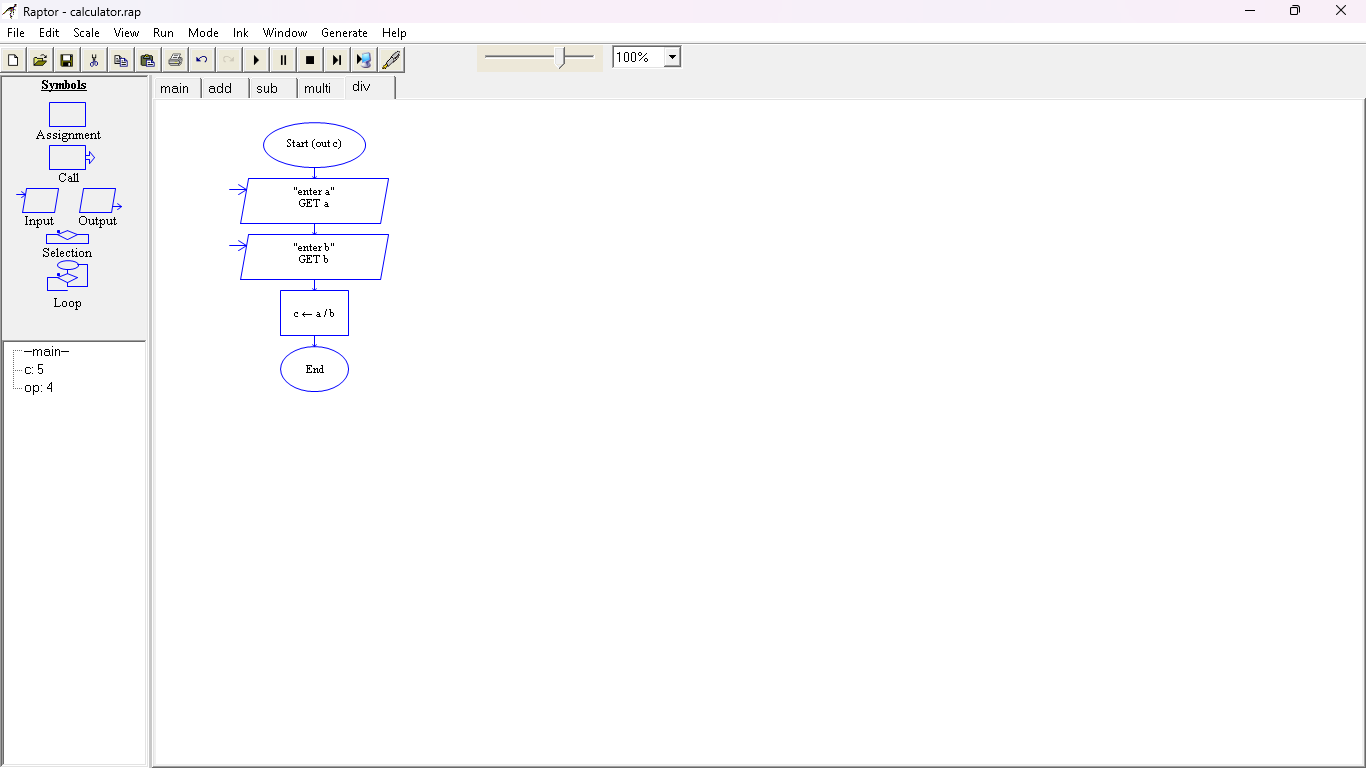 Raptor - calculator.rap
File Edit Scale View Run Mode Ink Window Generate Help
100%
Symbols
Assignment
Call
Input Output
Selection
Loop
—main—
c: 5
op: 4
main add sub multi div
Start (out c)
"enter a"
GET a
"enter b"
GET b
c ← a / b
End